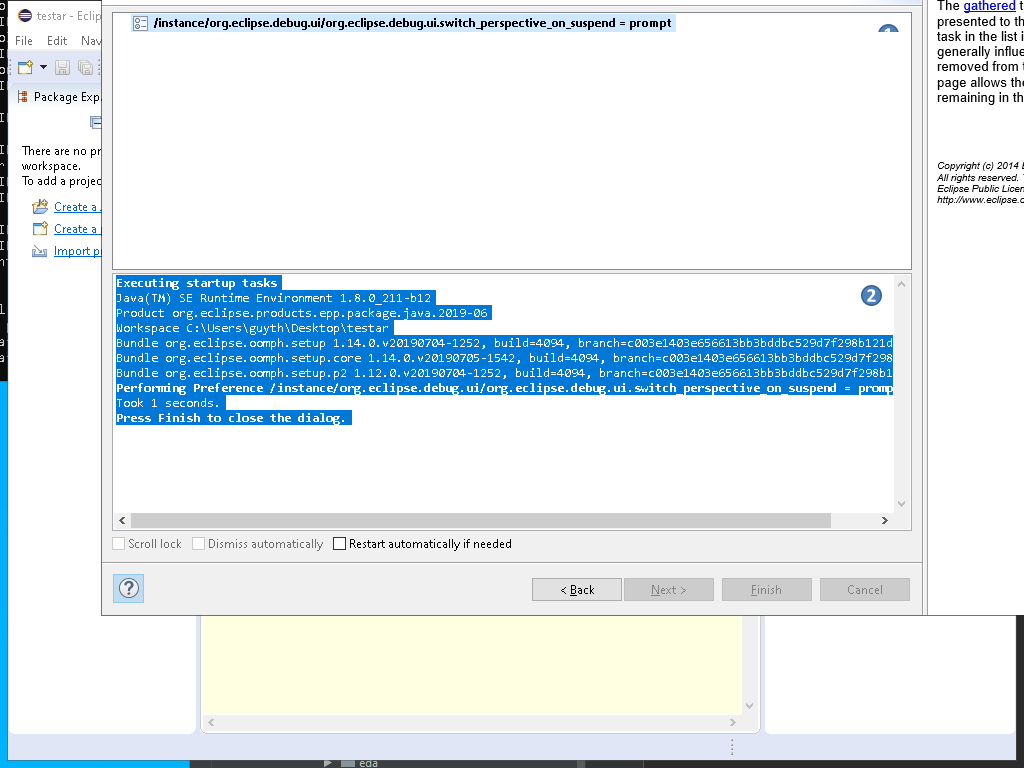 testar - Eclip
File Edit Nav
Package Exp
There are no pr
workspace.
To add a projec
Create a
Create a
Import p
/instance/org.eclipse.debug.ui/org.eclipse.debug.ui.switch_perspective_on_suspend = prompt
Executing startup tasks
Java(TM) SE Runtime Environment 1.8.0_211-b12
Product org.eclipse.products.epp.package.java.2019-06
Workspace C:\Users\guyth\Desktop\testar
Bundle org.eclipse.oomph.setup 1.14.0.v20190704-1252, build=4094, branch=c003e1403e656613bb3bddbc529d7f298b121d
Bundle org.eclipse.oomph.setup.core 1.14.0.v20190705-1542, build=4094, branch=c003e1403e656613bb3bddbc529d7f298
Bundle org.eclipse.oomph.setup.p2 1.12.0.v20190704-1252, build=4094, branch=c003e1403e656613bb3bddbc529d7f298b1
Performing Preference /instance/org.eclipse.debug.ui/org.eclipse.debug.ui.switch_perspective_on_suspend = promp
Took 1 seconds.
Press Finish to close the dialog.
2
Scroll lock Dismiss automatically Restart automatically if needed
? < Back Next > Finish Cancel
The gathered t
presented to th
task in the list i
generally influe
removed from t
page allows the
remaining in th
Copyright (c) 2014 E
All rights reserved. T
Eclipse Public Licen
http://www.eclipse.o
eda